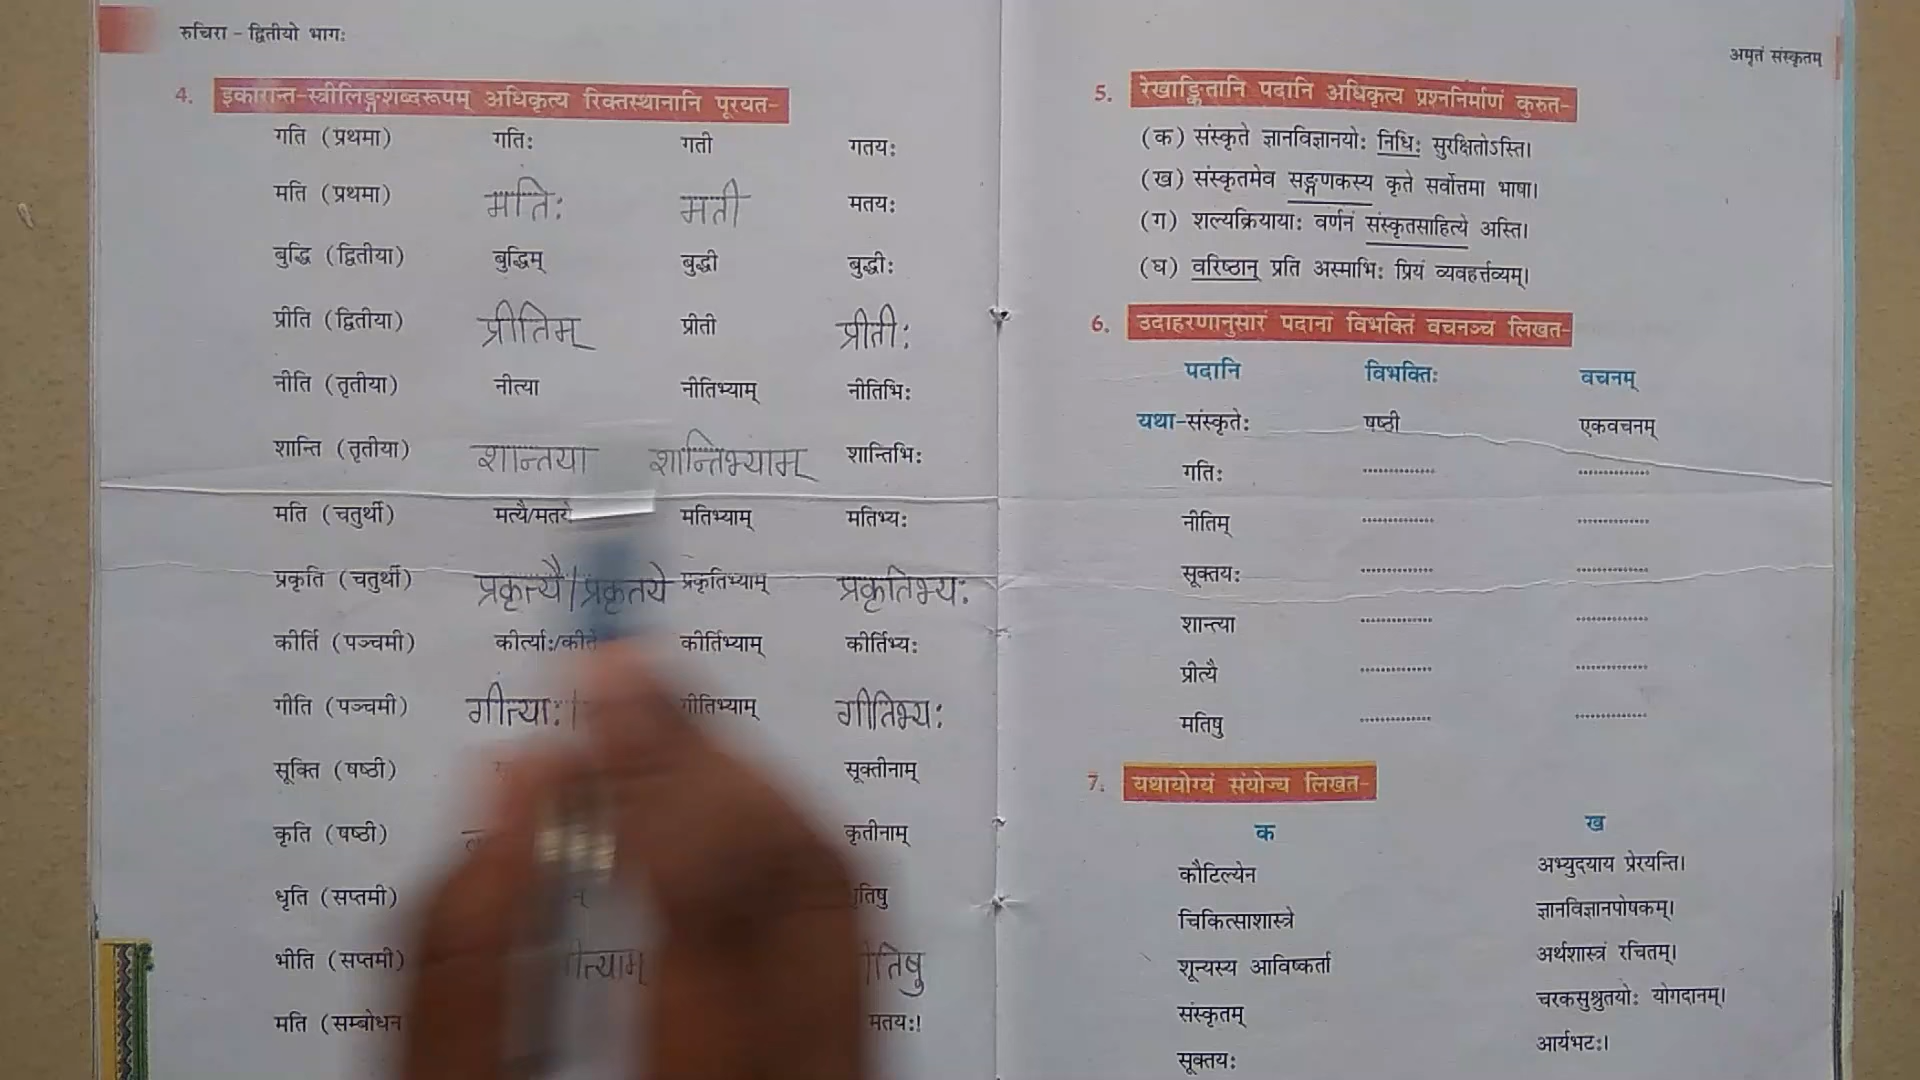 रुचिरा - द्वितीयो भागः
4. इकारान्त-स्त्रीलिङ्गशब्दरूपम् अधिकृत्य रिक्तस्थानानि पूरयत-
गति (प्रथमा) गतिः गती गतयः
मति (प्रथमा) मतिः मती मतयः
बुद्धि (द्वितीया) बुद्धिम् बुद्धी बुद्धीः
प्रीति (द्वितीया) प्रीतिम् प्रीती प्रीतीः
नीति (तृतीया) नीत्या नीतिभ्याम् नीतिभिः
शान्ति (तृतीया) शान्तया शान्तिभ्याम् शान्तिभिः
मति (चतुर्थी) मत्यै/मतये मतिभ्याम् मतिभ्यः
प्रकृति (चतुर्थी) प्रकृत्यै/प्रकृतये प्रकृतिभ्याम् प्रकृतिभ्यः
कीर्ति (पञ्चमी) कीर्त्याः/ कीर्तिभ्याम् कीर्तिभ्यः
गीति (पञ्चमी) गीत्याः/ गीतिभ्याम् गीतिभ्यः
सूक्ति (षष्ठी) सूक्तीनाम्
कृति (षष्ठी) कृतीनाम्
धृति (सप्तमी)
भीति (सप्तमी)
मति (सम्बोधन मतयः!
अमृतं संस्कृतम्
5. रेखाङ्कितानि पदानि अधिकृत्य प्रश्ननिर्माणं कुरुत-
(क) संस्कृते ज्ञानविज्ञानयोः निधिः सुरक्षितोऽस्ति।
(ख) संस्कृतमेव सङ्गणकस्य कृते सर्वोत्तमा भाषा।
(ग) शल्यक्रियायाः वर्णनं संस्कृतसाहित्ये अस्ति।
(घ) वरिष्ठान् प्रति अस्माभिः प्रियं व्यवहर्त्तव्यम्।
6. उदाहरणानुसारं पदानां विभक्तिं वचनञ्च लिखत-
पदानि विभक्तिः वचनम्
यथा-संस्कृतेः षष्ठी एकवचनम्
गतिः .............. ..............
नीतिम् .............. ..............
सूक्तयः .............. ..............
शान्त्या .............. ..............
प्रीत्यै .............. ..............
मतिषु .............. ..............
7. यथायोग्यं संयोज्य लिखत-
क ख
कौटिल्येन अभ्युदयाय प्रेरयन्ति।
चिकित्साशास्त्रे ज्ञानविज्ञानपोषकम्।
शून्यस्य आविष्कर्ता अर्थशास्त्रं रचितम्।
संस्कृतम् चरकसुश्रुतयोः योगदानम्।
सूक्तयः आर्यभटः।